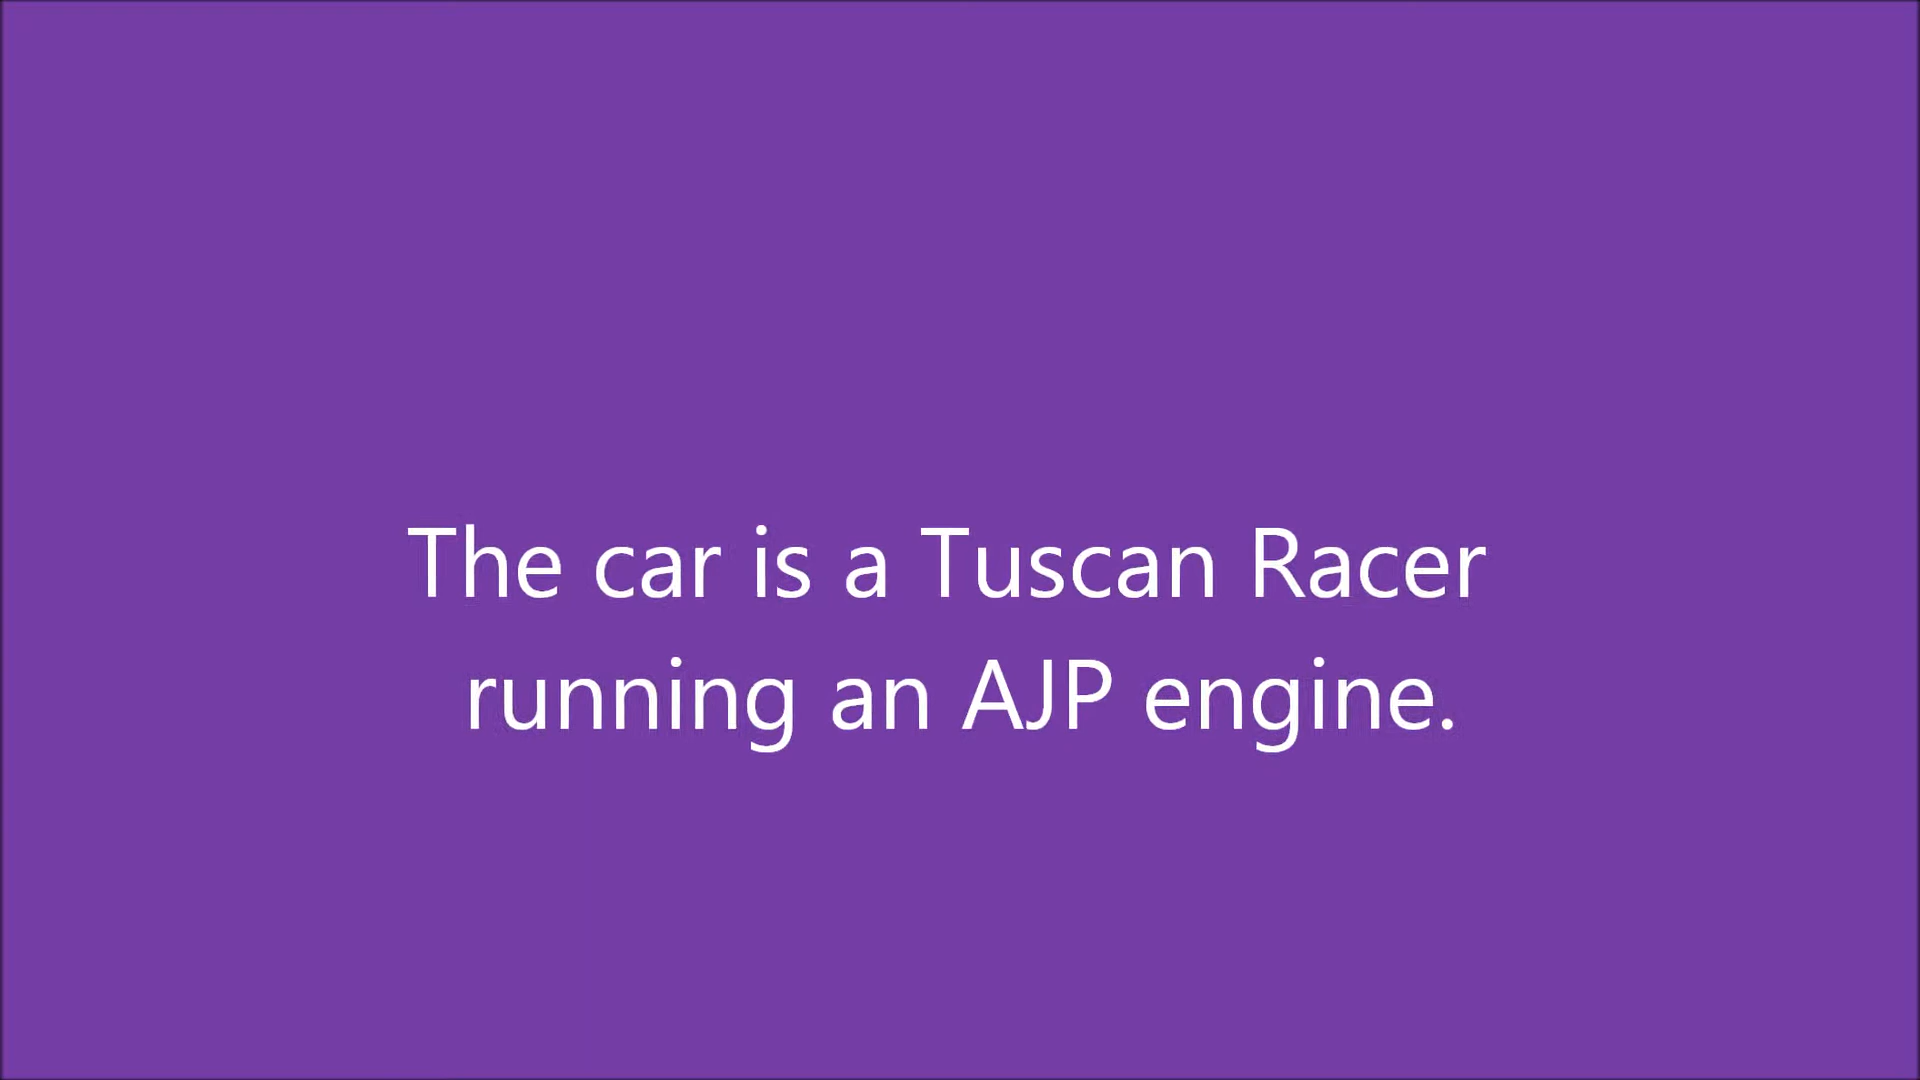 The car is a Tuscan Racer
running an AJP engine.